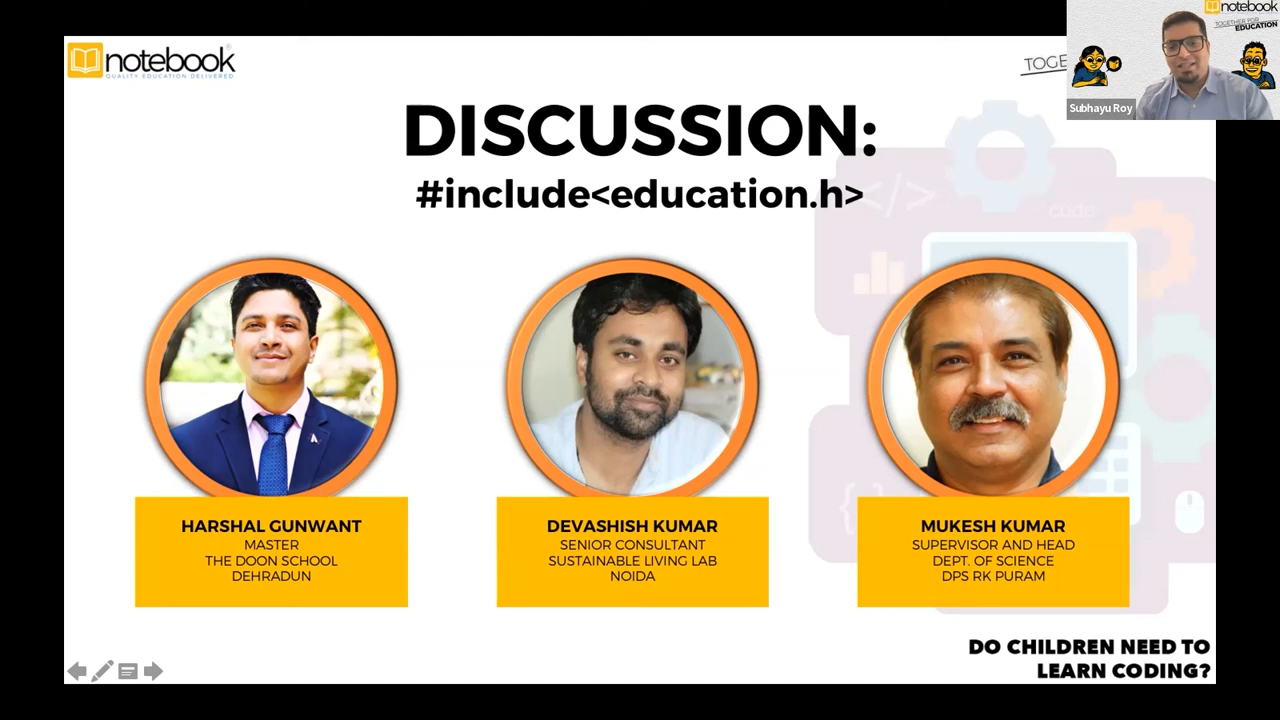 notebook
QUALITY EDUCATION DELIVERED
TOGE
notebook
TOGETHER FOR
EDUCATION
Subhayu Roy
DISCUSSION:
#include<education.h>
</>
code
{}
HARSHAL GUNWANT
MASTER
THE DOON SCHOOL
DEHRADUN
DEVASHISH KUMAR
SENIOR CONSULTANT
SUSTAINABLE LIVING LAB
NOIDA
MUKESH KUMAR
SUPERVISOR AND HEAD
DEPT. OF SCIENCE
DPS RK PURAM
DO CHILDREN NEED TO
LEARN CODING?